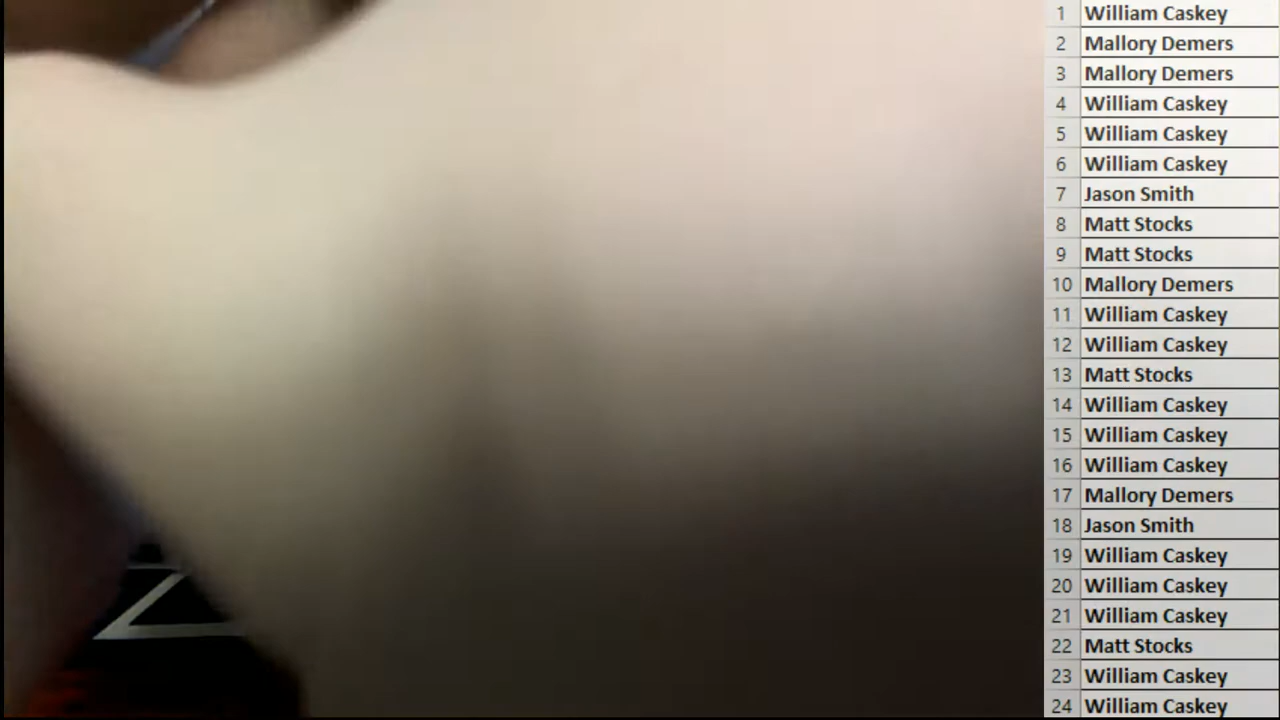 1 William Caskey
2 Mallory Demers
3 Mallory Demers
4 William Caskey
5 William Caskey
6 William Caskey
7 Jason Smith
8 Matt Stocks
9 Matt Stocks
10 Mallory Demers
11 William Caskey
12 William Caskey
13 Matt Stocks
14 William Caskey
15 William Caskey
16 William Caskey
17 Mallory Demers
18 Jason Smith
19 William Caskey
20 William Caskey
21 William Caskey
22 Matt Stocks
23 William Caskey
24 William Caskey